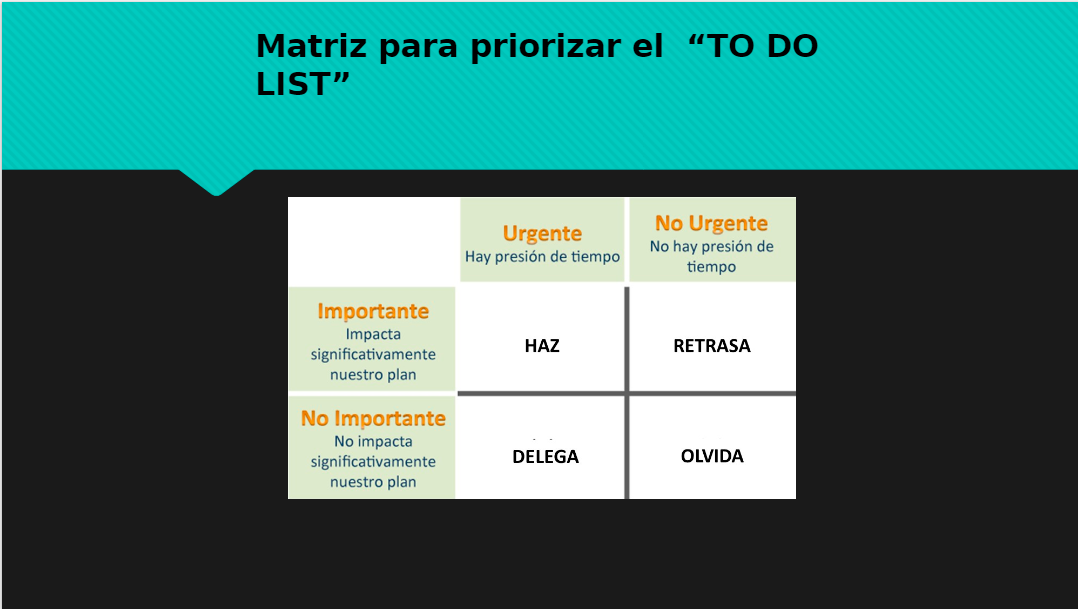 Matriz para priorizar el “TO DO
LIST”
Urgente
Hay presión de tiempo
No Urgente
No hay presión de
tiempo
Importante
Impacta
significativamente
nuestro plan
HAZ
RETRASA
No Importante
No impacta
significativamente
nuestro plan
DELEGA
OLVIDA